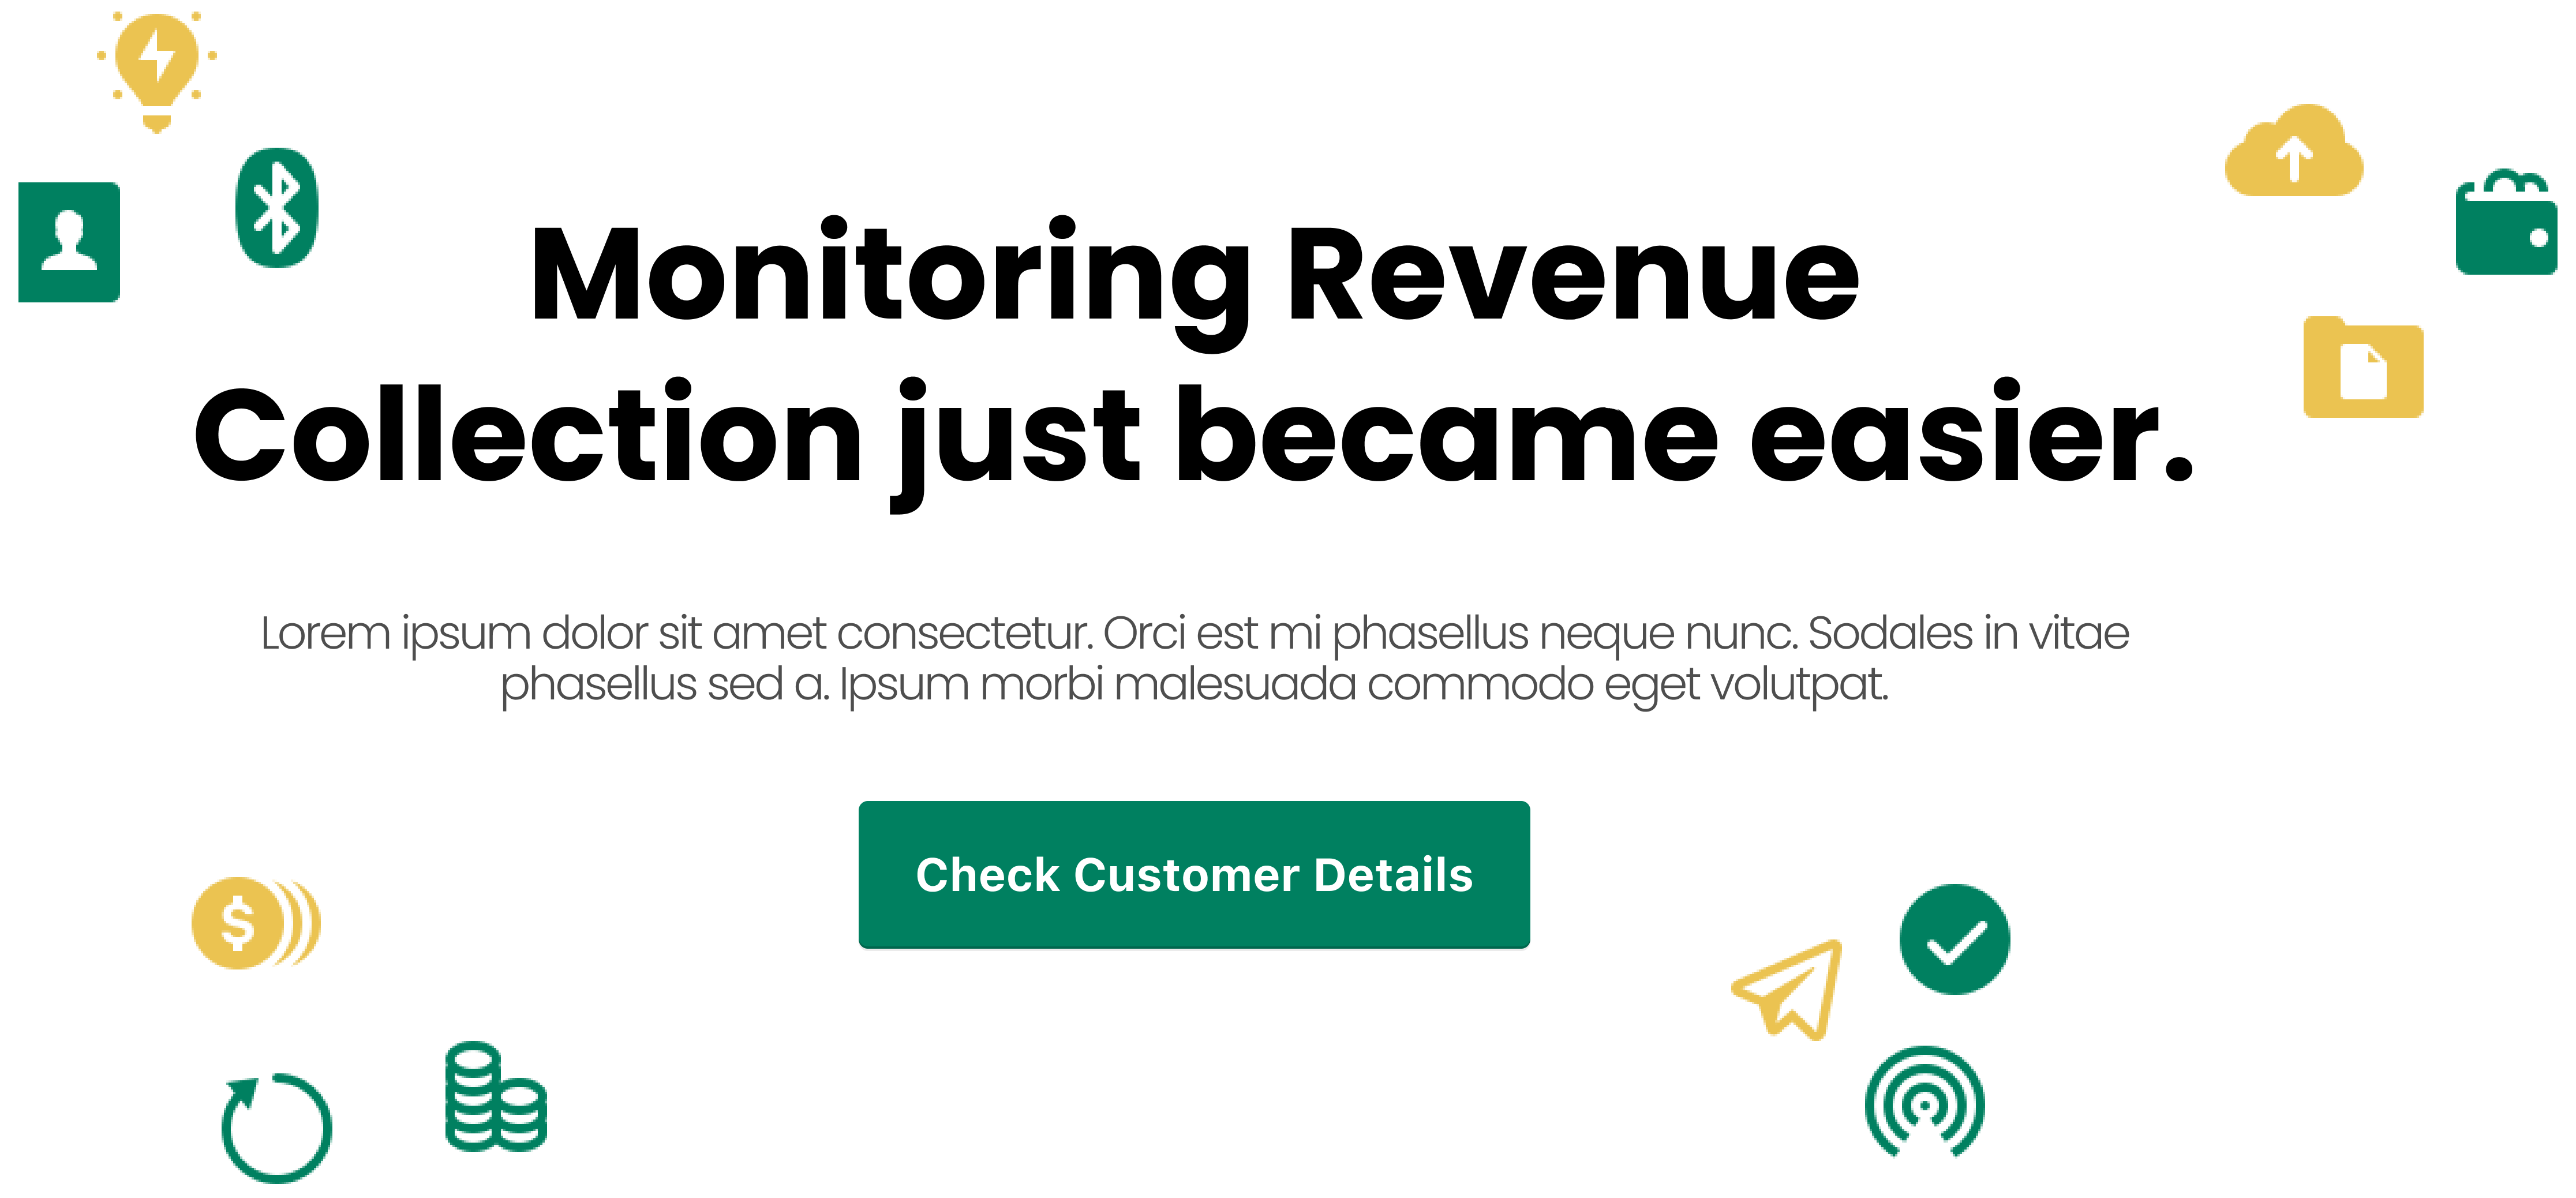 Monitoring Revenue
Collection just became easier.
Lorem ipsum dolor sit amet consectetur. Orci est mi phasellus neque nunc. Sodales in vitae
phasellus sed a. Ipsum morbi malesuada commodo eget volutpat.
Check Customer Details
$